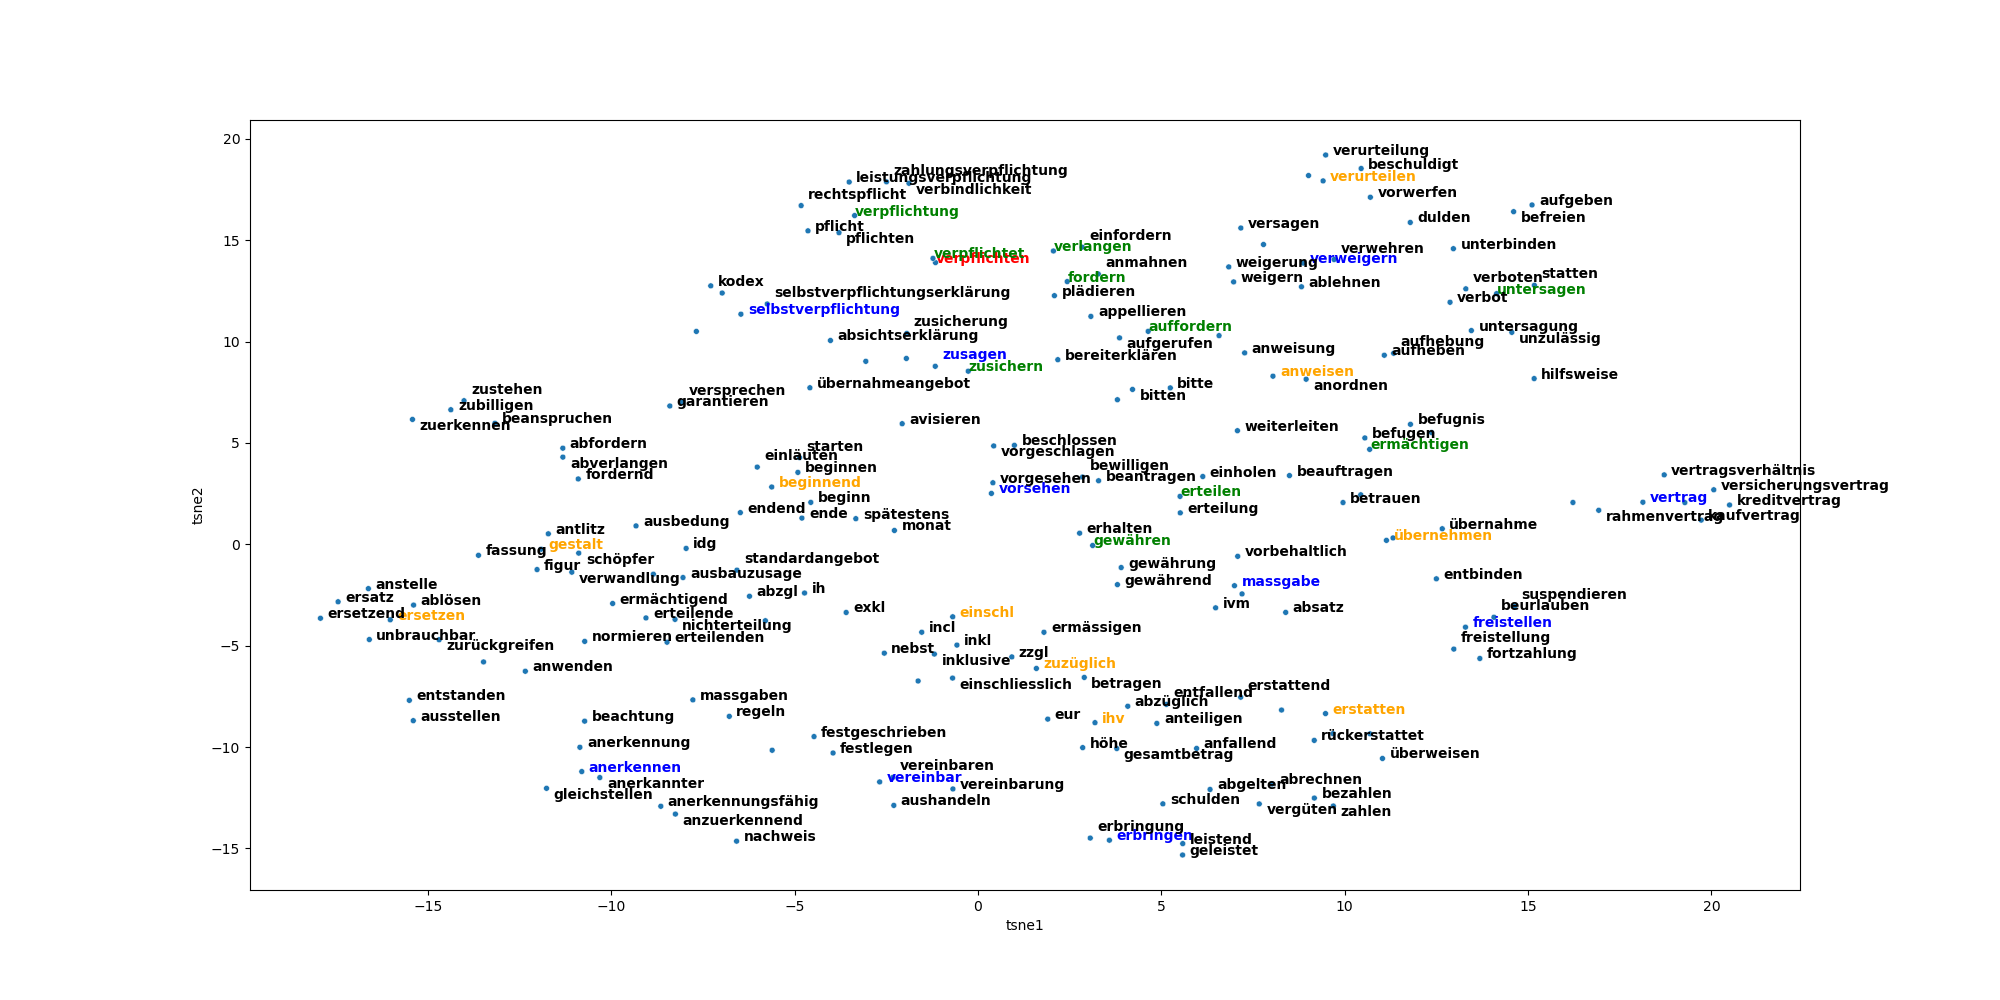 20
15
10
5
0
−5
−10
−15
tsne2
−15
−10
−5
0
5
10
15
20
tsne1
verurteilung
beschuldigt
verurteilen
vorwerfen
zahlungsverpflichtung
leistungsverpflichtung
verbindlichkeit
rechtspflicht
verpflichtung
pflicht
pflichten
aufgeben
befreien
dulden
versagen
einfordern
verlangen
verpflichtet
verpflichten
unterbinden
verwehren
verweigern
weigerung
weigern
ablehnen
anmahnen
fordern
plädieren
statten
verboten
untersagen
verbot
kodex
selbstverpflichtungserklärung
selbstverpflichtung
zusicherung
absichtserklärung
appellieren
auffordern
aufgerufen
untersagung
unzulässig
aufhebung
aufheben
anweisung
zusagen
zusichern
bereiterklären
anweisen
anordnen
hilfsweise
übernahmeangebot
bitte
bitten
zustehen
zubilligen
beanspruchen
zuerkennen
versprechen
garantieren
avisieren
weiterleiten
befugnis
befugen
ermächtigen
abfordern
abverlangen
fordernd
starten
einläuten
beginnen
beginnend
beginn
beschlossen
vorgeschlagen
bewilligen
beantragen
vorgesehen
vorsehen
einholen
beauftragen
vertragsverhältnis
versicherungsvertrag
vertrag
kreditvertrag
rahmenvertrag
kaufvertrag
erteilen
erteilung
betrauen
endend
ende
spätestens
monat
ausbedung
antlitz
gestalt
fassung
schöpfer
figur
verwandlung
idg
erhalten
gewähren
übernahme
übernehmen
vorbehaltlich
standardangebot
ausbauzusage
gewährung
gewährend
massgabe
entbinden
anstelle
ersatz
ablösen
ersetzend
ersetzen
ermächtigend
abzgl
ih
erteilende
nichterteilung
exkl
einschl
ivm
absatz
suspendieren
beurlauben
freistellen
unbrauchbar
zurückgreifen
normieren
erteilenden
incl
inkl
ermässigen
freistellung
fortzahlung
nebst
inklusive
zzgl
zuzüglich
anwenden
einschliesslich
betragen
entfallend
erstattend
entstanden
massgaben
abzüglich
erstatten
ausstellen
beachtung
regeln
eur
ihv
anteiligen
festgeschrieben
festlegen
rückerstattet
anerkennung
höhe
gesamtbetrag
anfallend
überweisen
anerkennen
anerkannter
vereinbaren
vereinbar
vereinbarung
abgelten
abrechnen
gleichstellen
anerkennungsfähig
aushandeln
schulden
bezahlen
vergüten
zahlen
anzuerkennend
nachweis
erbringung
erbringen
leistend
geleistet